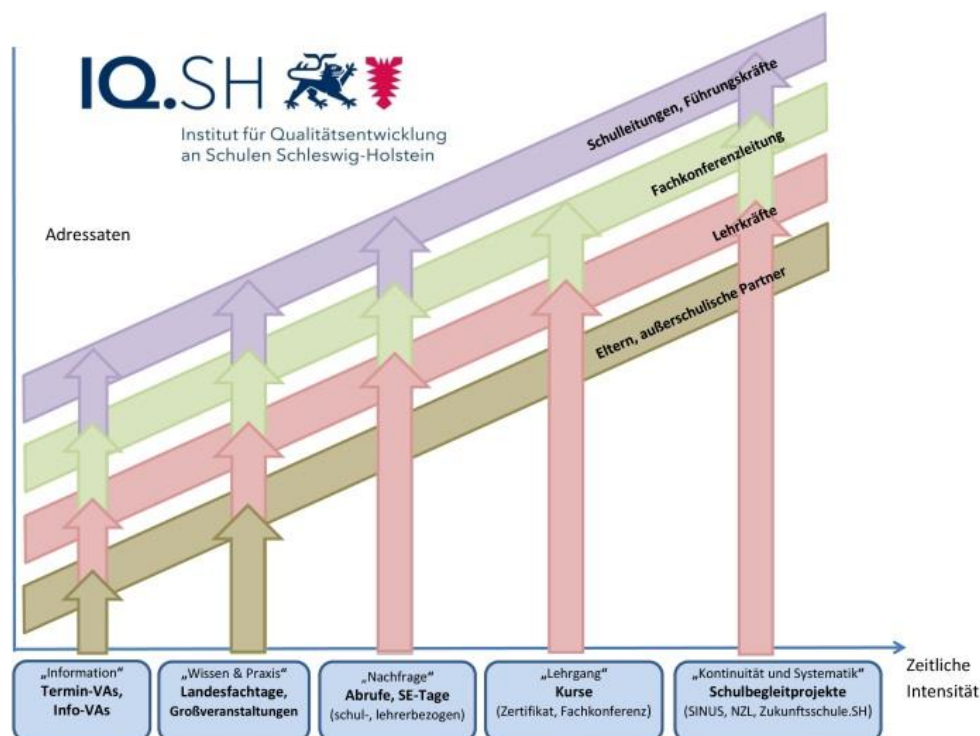 IQ.SH
Institut für Qualitätsentwicklung
an Schulen Schleswig-Holstein
Adressaten
Schulleitungen, Führungskräfte
Fachkonferenzleitung
Lehrkräfte
Eltern, außerschulische Partner
„Information“
Termin-VAs,
Info-VAs
„Wissen & Praxis“
Landesfachtage,
Großveranstaltungen
„Nachfrage“
Abrufe, SE-Tage
(schul-, lehrerbezogen)
„Lehrgang“
Kurse
(Zertifikat, Fachkonferenz)
„Kontinuität und Systematik“
Schulbegleitprojekte
(SINUS, NZL, Zukunftsschule.SH)
Zeitliche
Intensität